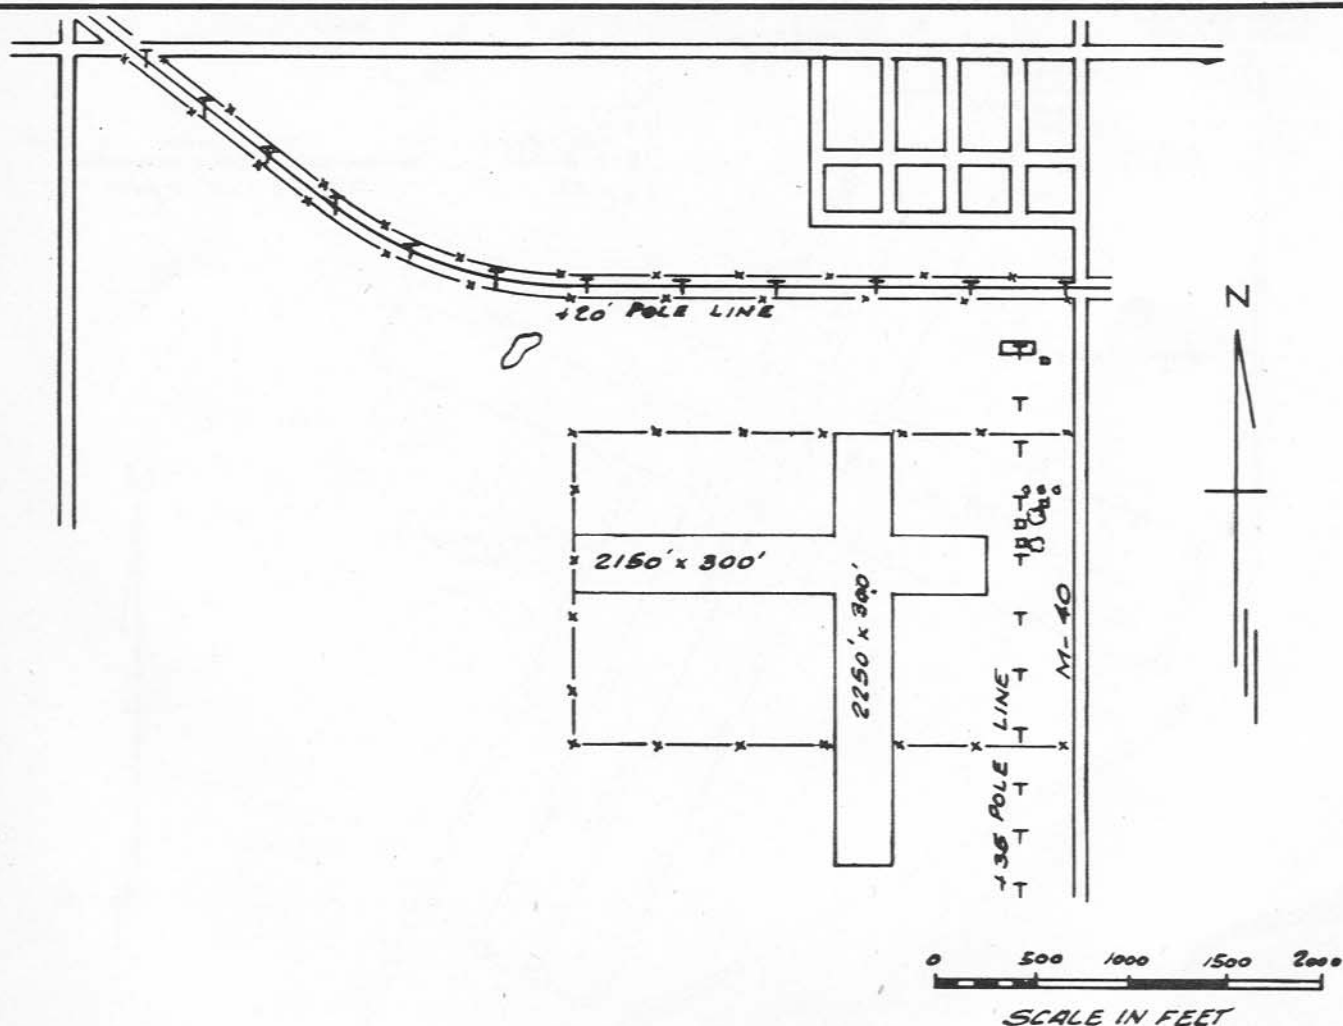 +20' POLE LINE
N
2150' x 300'
2250' x 300'
M-40
+35 POLE LINE
0 500 1000 1500 2000
SCALE IN FEET